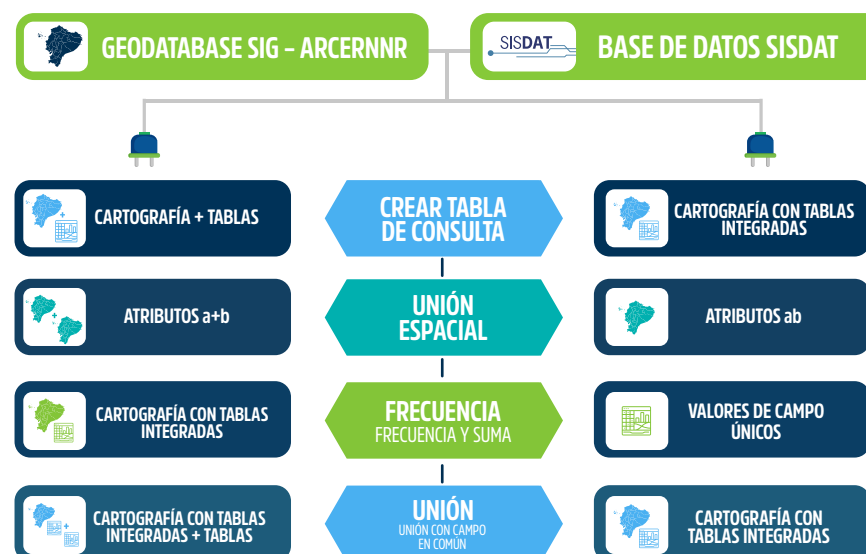 GEODATABASE SIG – ARCERNNR
SISDAT
BASE DE DATOS SISDAT
CARTOGRAFÍA + TABLAS
CREAR TABLA
DE CONSULTA
CARTOGRAFÍA CON TABLAS
INTEGRADAS
ATRIBUTOS a+b
UNIÓN
ESPACIAL
ATRIBUTOS ab
CARTOGRAFÍA CON TABLAS
INTEGRADAS
FRECUENCIA
FRECUENCIA Y SUMA
VALORES DE CAMPO
ÚNICOS
CARTOGRAFÍA CON TABLAS
INTEGRADAS + TABLAS
UNIÓN
UNIÓN CON CAMPO
EN COMÚN
CARTOGRAFÍA CON
TABLAS INTEGRADAS